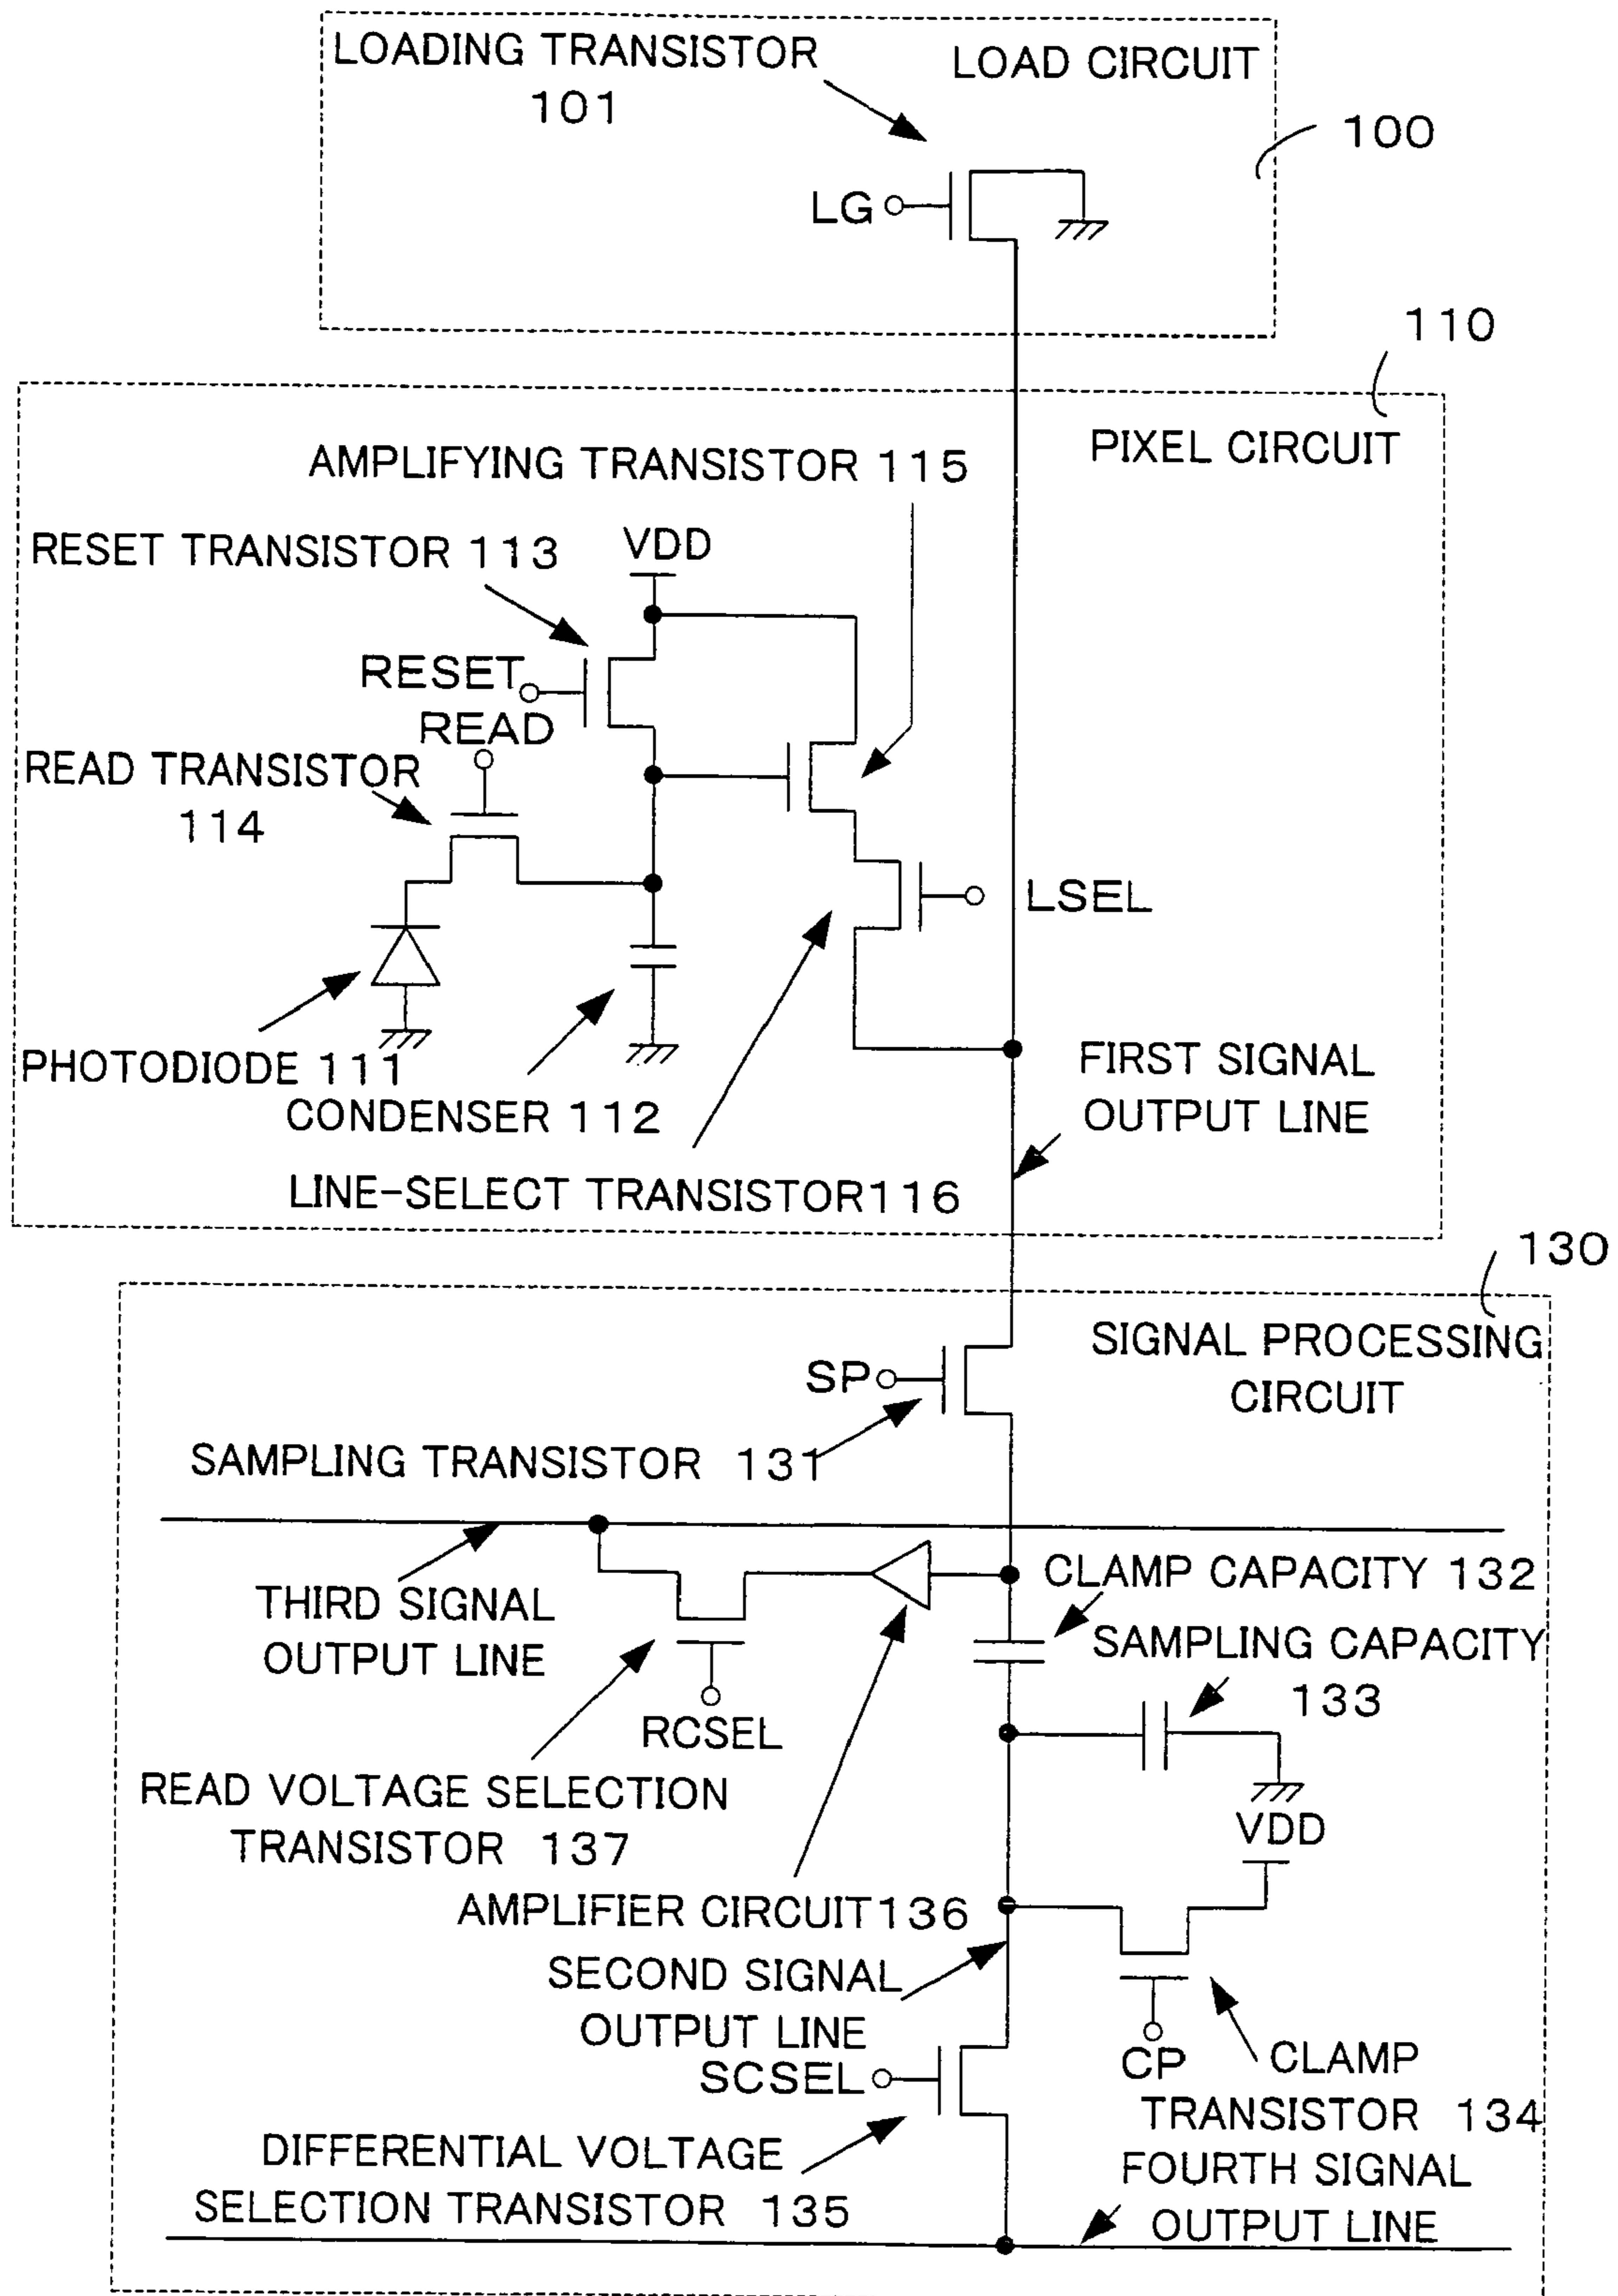 LOADING TRANSISTOR
101
LOAD CIRCUIT
100
LG
110
PIXEL CIRCUIT
AMPLIFYING TRANSISTOR 115
RESET TRANSISTOR 113
VDD
RESET
READ
READ TRANSISTOR
114
LSEL
PHOTODIODE 111
CONDENSER 112
LINE-SELECT TRANSISTOR116
FIRST SIGNAL
OUTPUT LINE
130
SIGNAL PROCESSING
CIRCUIT
SP
SAMPLING TRANSISTOR 131
THIRD SIGNAL
OUTPUT LINE
CLAMP CAPACITY 132
SAMPLING CAPACITY
133
RCSEL
READ VOLTAGE SELECTION
TRANSISTOR 137
VDD
AMPLIFIER CIRCUIT136
SECOND SIGNAL
OUTPUT LINE
SCSEL
CP
CLAMP
TRANSISTOR 134
DIFFERENTIAL VOLTAGE
SELECTION TRANSISTOR 135
FOURTH SIGNAL
OUTPUT LINE